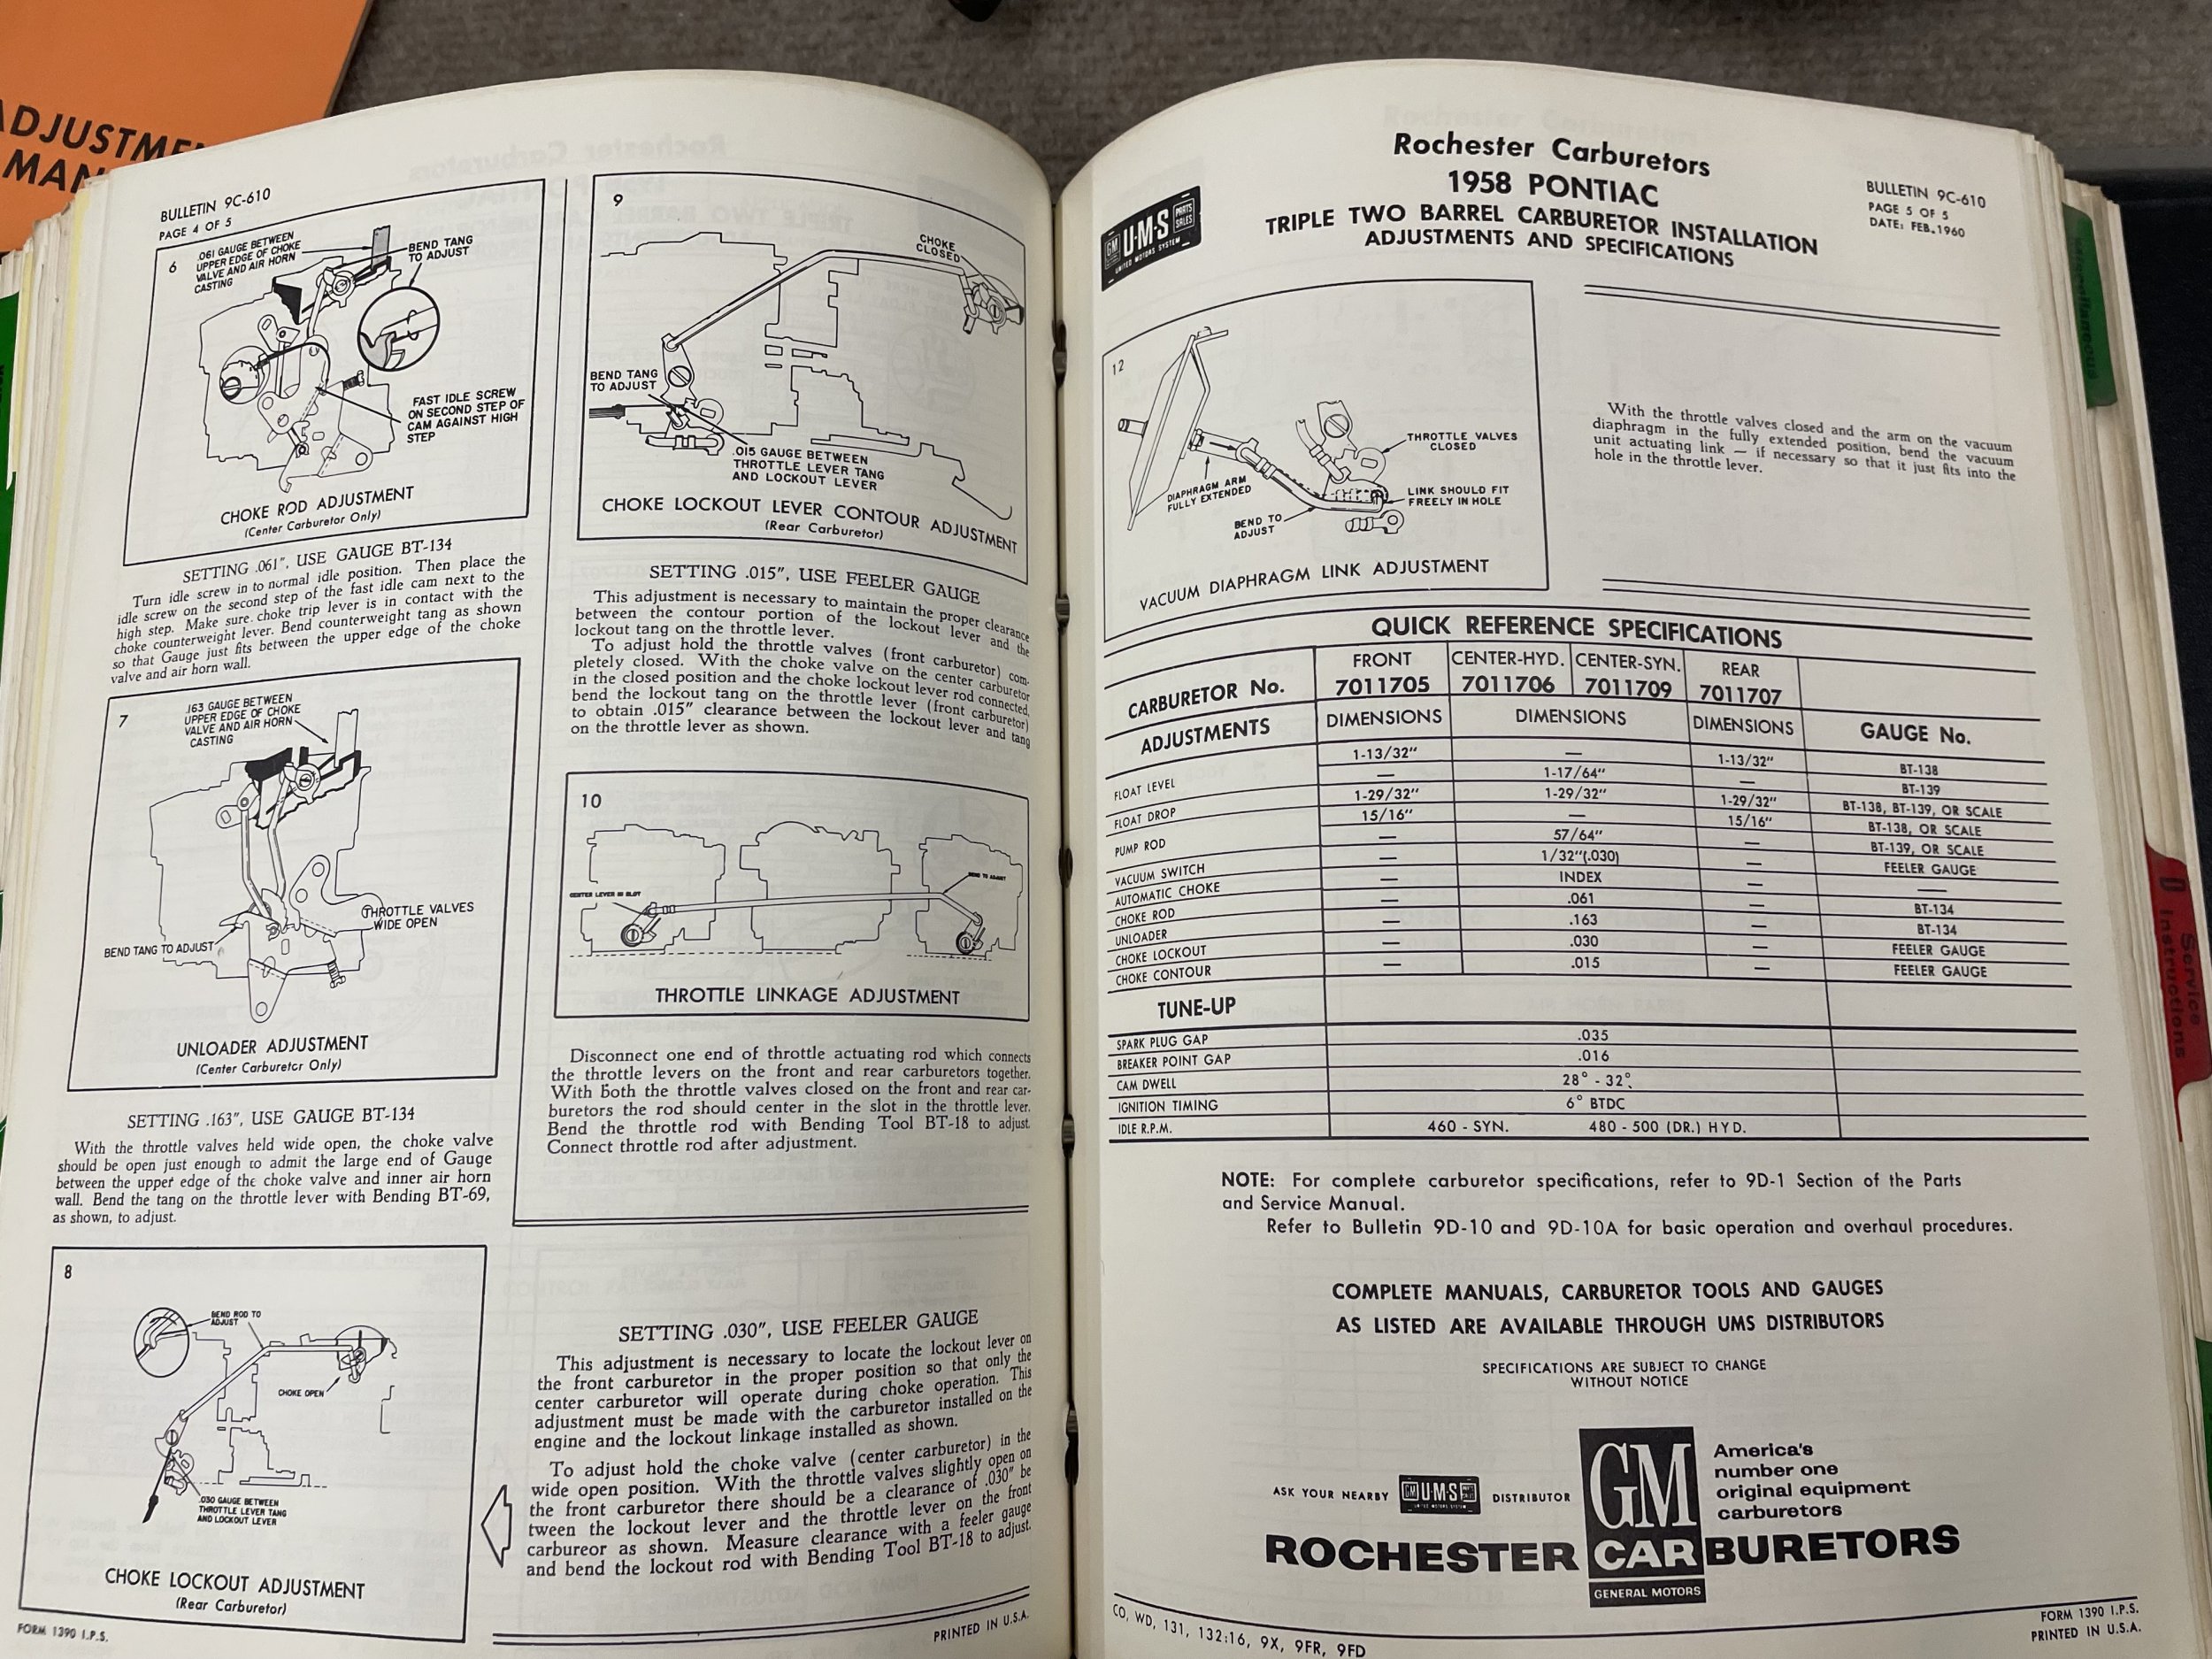 ADJUSTME
MAN
BULLETIN 9C-610
PAGE 4 OF 5
6
.061 GAUGE BETWEEN
UPPER EDGE OF CHOKE
VALVE AND AIR HORN
CASTING
BEND TANG
TO ADJUST
FAST IDLE SCREW
ON SECOND STEP OF
CAM AGAINST HIGH
STEP
CHOKE ROD ADJUSTMENT
(Center Carburetor Only)
SETTING .061", USE GAUGE BT-134
Turn idle screw in to normal idle position. Then place the
idle screw on the second step of the fast idle cam next to the
high step. Make sure choke trip lever is in contact with the
choke counterweight lever. Bend counterweight tang as shown
so that Gauge just fits between the upper edge of the choke
valve and air horn wall.
7
.163 GAUGE BETWEEN
UPPER EDGE OF CHOKE
VALVE AND AIR HORN
CASTING
THROTTLE VALVES
WIDE OPEN
BEND TANG TO ADJUST
UNLOADER ADJUSTMENT
(Center Carburetor Only)
SETTING .163", USE GAUGE BT-134
With the throttle valves held wide open, the choke valve
should be open just enough to admit the large end of Gauge
between the upper edge of the choke valve and inner air horn
wall. Bend the tang on the throttle lever with Bending BT-69,
as shown, to adjust.
8
BEND ROD TO
ADJUST
CHOKE OPEN
.030 GAUGE BETWEEN
THROTTLE LEVER TANG
AND LOCKOUT LEVER
CHOKE LOCKOUT ADJUSTMENT
(Rear Carburetor)
FORM 1390 I.P.S.
9
CHOKE
CLOSED
BEND TANG
TO ADJUST
.015 GAUGE BETWEEN
THROTTLE LEVER TANG
AND LOCKOUT LEVER
CHOKE LOCKOUT LEVER CONTOUR ADJUSTMENT
(Rear Carburetor)
SETTING .015", USE FEELER GAUGE
This adjustment is necessary to maintain the proper clearance
between the contour portion of the lockout lever and the
lockout tang on the throttle lever.
To adjust hold the throttle valves (front carburetor) com-
pletely closed. With the choke valve on the center carburetor
in the closed position and the choke lockout lever rod connected,
bend the lockout tang on the throttle lever (front carburetor)
to obtain .015" clearance between the lockout lever and tang
on the throttle lever as shown.
10
CENTER LEVER IN SLOT
BEND TO ADJUST
THROTTLE LINKAGE ADJUSTMENT
Disconnect one end of throttle actuating rod which connects
the throttle levers on the front and rear carburetors together.
With both the throttle valves closed on the front and rear car-
buretors the rod should center in the slot in the throttle lever.
Bend the throttle rod with Bending Tool BT-18 to adjust.
Connect throttle rod after adjustment.
SETTING .030", USE FEELER GAUGE
This adjustment is necessary to locate the lockout lever on
the front carburetor in the proper position so that only the
center carburetor will operate during choke operation. This
adjustment must be made with the carburetor installed on the
engine and the lockout linkage installed as shown.
To adjust hold the choke valve (center carburetor) in the
wide open position. With the throttle valves slightly open on
the front carburetor there should be a clearance of .030" be
tween the lockout lever and the throttle lever on the front
carbureor as shown. Measure clearance with a feeler gauge
and bend the lockout rod with Bending Tool BT-18 to adjust.
PRINTED IN U.S.A.
GM U·M·S PARTS SALES
UNITED MOTORS SYSTEM
Rochester Carburetors
1958 PONTIAC
TRIPLE TWO BARREL CARBURETOR INSTALLATION
ADJUSTMENTS AND SPECIFICATIONS
BULLETIN 9C-610
PAGE 5 OF 5
DATE: FEB. 1960
12
THROTTLE VALVES
CLOSED
DIAPHRAGM ARM
FULLY EXTENDED
LINK SHOULD FIT
FREELY IN HOLE
BEND TO
ADJUST
VACUUM DIAPHRAGM LINK ADJUSTMENT
With the throttle valves closed and the arm on the vacuum
diaphragm in the fully extended position, bend the vacuum
unit actuating link — if necessary so that it just fits into the
hole in the throttle lever.
QUICK REFERENCE SPECIFICATIONS
CARBURETOR No. FRONT 7011705 CENTER-HYD. 7011706 CENTER-SYN. 7011709 REAR 7011707
ADJUSTMENTS DIMENSIONS DIMENSIONS DIMENSIONS GAUGE No.
FLOAT LEVEL 1-13/32" — 1-13/32" BT-138
— 1-17/64" — BT-139
FLOAT DROP 1-29/32" 1-29/32" 1-29/32" BT-138, BT-139, OR SCALE
PUMP ROD 15/16" — 15/16" BT-138, OR SCALE
— 57/64" — BT-139, OR SCALE
VACUUM SWITCH — 1/32"(.030) — FEELER GAUGE
AUTOMATIC CHOKE — INDEX — —
CHOKE ROD — .061 — BT-134
UNLOADER — .163 — BT-134
CHOKE LOCKOUT — .030 — FEELER GAUGE
CHOKE CONTOUR — .015 — FEELER GAUGE
TUNE-UP
SPARK PLUG GAP .035
BREAKER POINT GAP .016
CAM DWELL 28° - 32°
IGNITION TIMING 6° BTDC
IDLE R.P.M. 460 - SYN. 480 - 500 (DR.) HYD.
NOTE: For complete carburetor specifications, refer to 9D-1 Section of the Parts
and Service Manual.
Refer to Bulletin 9D-10 and 9D-10A for basic operation and overhaul procedures.
COMPLETE MANUALS, CARBURETOR TOOLS AND GAUGES
AS LISTED ARE AVAILABLE THROUGH UMS DISTRIBUTORS
SPECIFICATIONS ARE SUBJECT TO CHANGE
WITHOUT NOTICE
ASK YOUR NEARBY GM U·M·S DISTRIBUTOR
GM
America's
number one
original equipment
carburetors
ROCHESTER CARBURETORS
GENERAL MOTORS
CO, WD, 131, 132:16, 9X, 9FR, 9FD
FORM 1390 I.P.S.
PRINTED IN U.S.A.
Miscellaneous
D
Service
Instructions